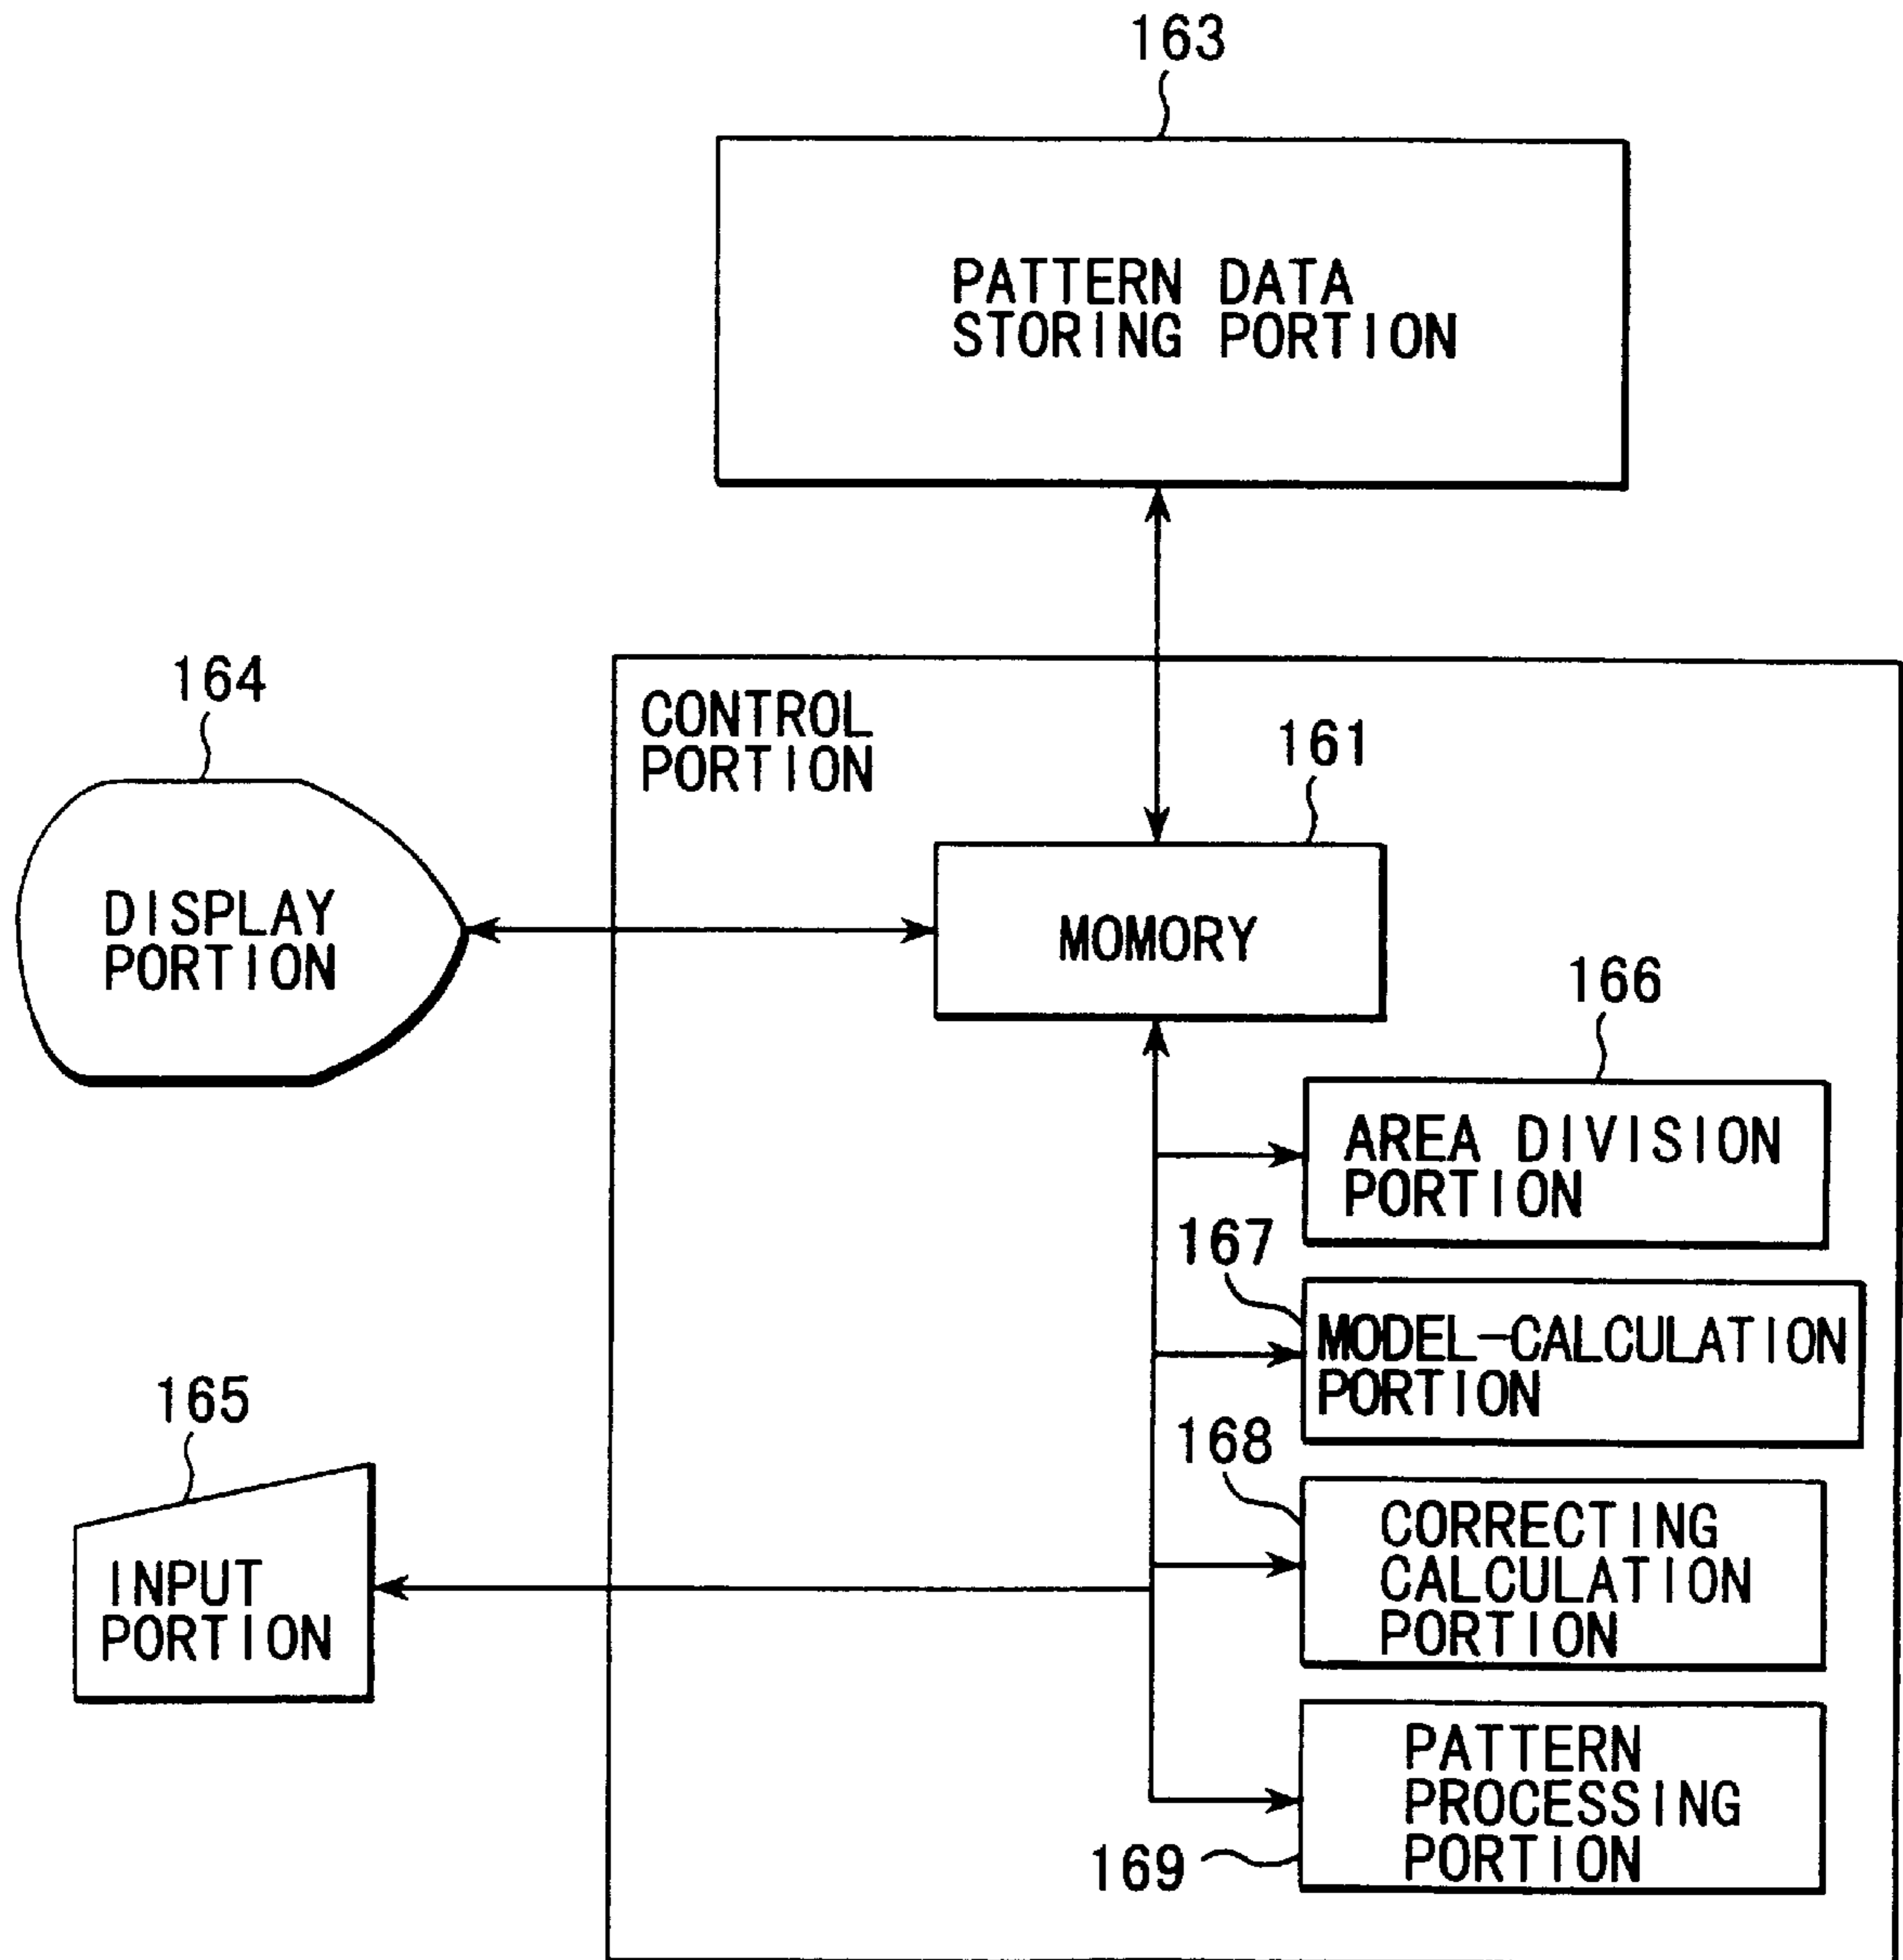 163
PATTERN DATA
STORING PORTION
164
CONTROL
PORTION
161
DISPLAY
PORTION
MOMORY
166
AREA DIVISION
PORTION
167
MODEL-CALCULATION
PORTION
165
168
INPUT
PORTION
CORRECTING
CALCULATION
PORTION
PATTERN
PROCESSING
PORTION
169